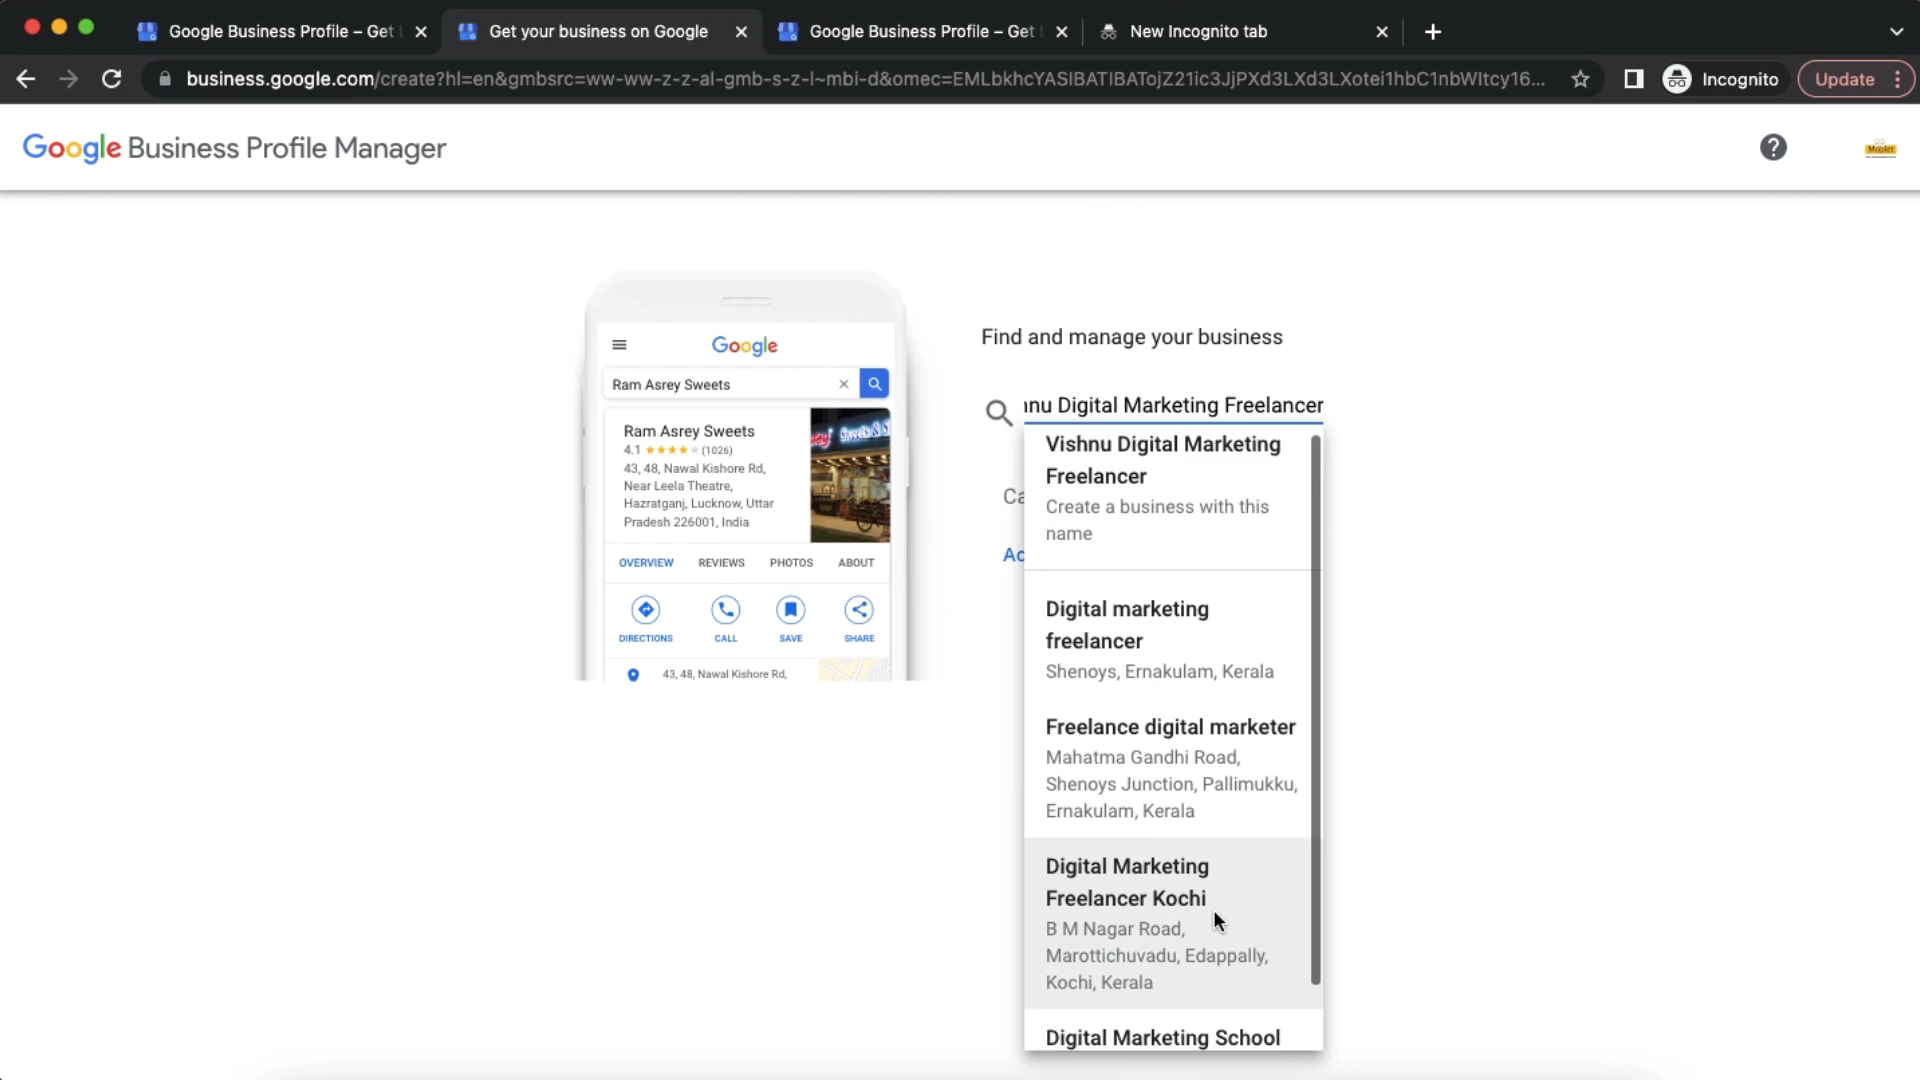 Google Business Profile – Get
Get your business on Google
Google Business Profile – Get
New Incognito tab
business.google.com/create?hl=en&gmbsrc=ww-ww-z-z-al-gmb-s-z-l~mbi-d&omec=EMLbkhcYASIBATIBATojZ21ic3JjPXd3LXd3LXotei1hbC1nbWItcy16...
Incognito
Update
Google Business Profile Manager
Moplet
Google
Ram Asrey Sweets
Ram Asrey Sweets
4.1 ★★★★★ (1026)
43, 48, Nawal Kishore Rd,
Near Leela Theatre,
Hazratganj, Lucknow, Uttar
Pradesh 226001, India
OVERVIEW REVIEWS PHOTOS ABOUT
DIRECTIONS CALL SAVE SHARE
43, 48, Nawal Kishore Rd,
Find and manage your business
nu Digital Marketing Freelancer
Vishnu Digital Marketing
Freelancer
Create a business with this
name
Digital marketing
freelancer
Shenoys, Ernakulam, Kerala
Freelance digital marketer
Mahatma Gandhi Road,
Shenoys Junction, Pallimukku,
Ernakulam, Kerala
Digital Marketing
Freelancer Kochi
B M Nagar Road,
Marottichuvadu, Edappally,
Kochi, Kerala
Digital Marketing School